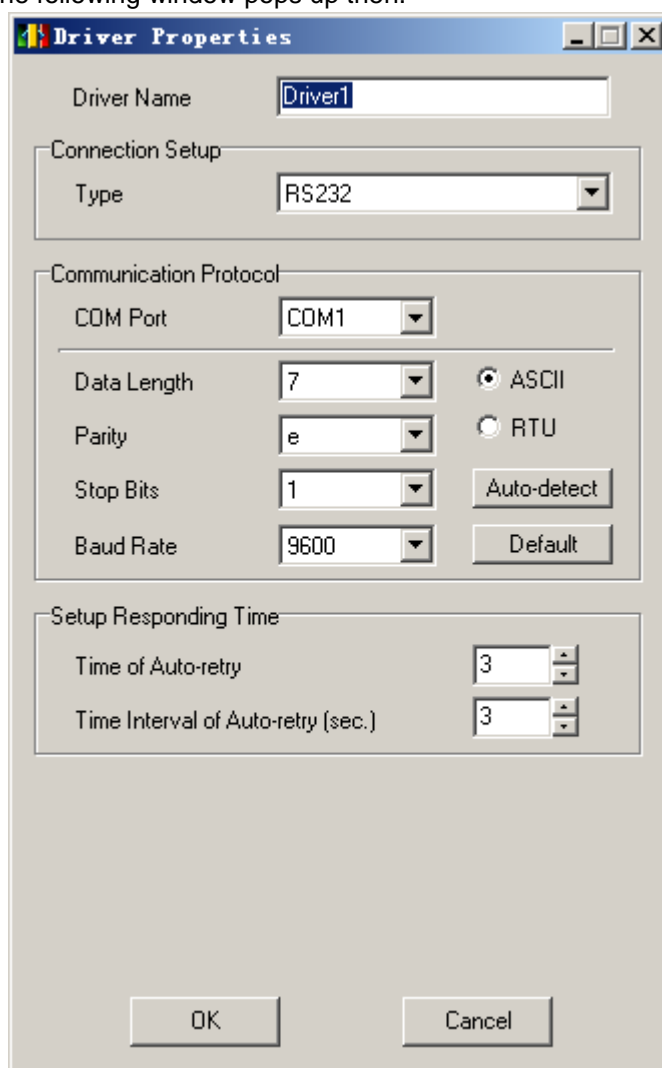 he following window pops up then.
Driver Properties
Driver Name Driver1
Connection Setup
Type RS232
Communication Protocol
COM Port COM1
Data Length 7 ASCII
Parity e RTU
Stop Bits 1 Auto-detect
Baud Rate 9600 Default
Setup Responding Time
Time of Auto-retry 3
Time Interval of Auto-retry (sec.) 3
OK Cancel